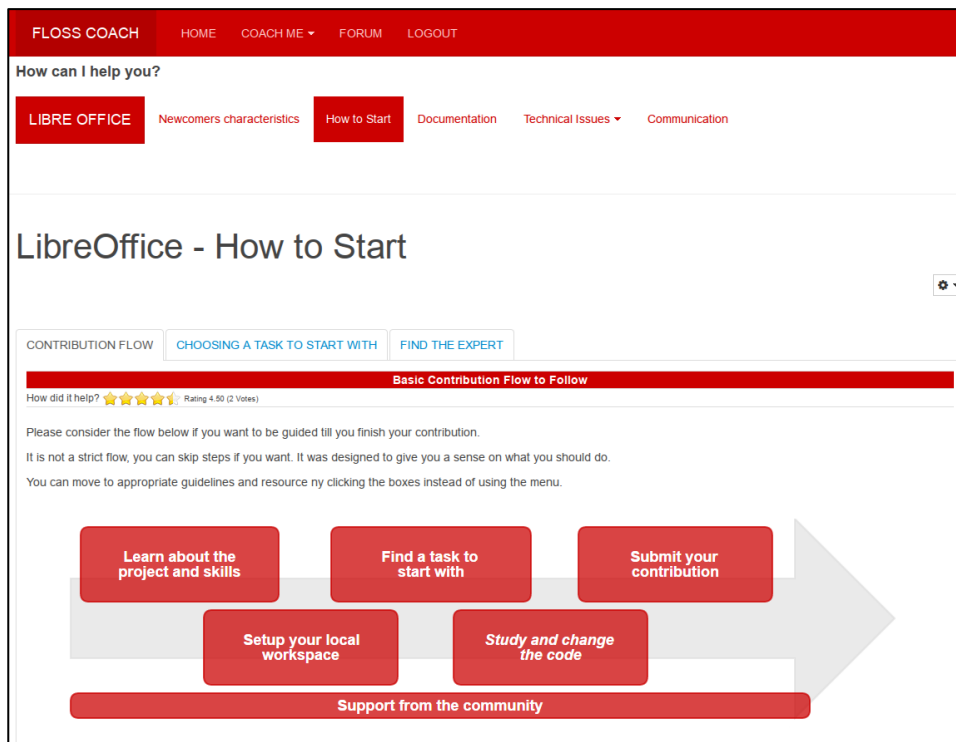 FLOSS COACH HOME COACH ME FORUM LOGOUT
How can I help you?
LIBRE OFFICE Newcomers characteristics How to Start Documentation Technical Issues Communication
LibreOffice - How to Start
CONTRIBUTION FLOW CHOOSING A TASK TO START WITH FIND THE EXPERT
Basic Contribution Flow to Follow
How did it help? Rating 4.50 (2 Votes)
Please consider the flow below if you want to be guided till you finish your contribution.
It is not a strict flow, you can skip steps if you want. It was designed to give you a sense on what you should do.
You can move to appropriate guidelines and resource ny clicking the boxes instead of using the menu.
Learn about the
project and skills
Setup your local
workspace
Find a task to
start with
Study and change
the code
Submit your
contribution
Support from the community